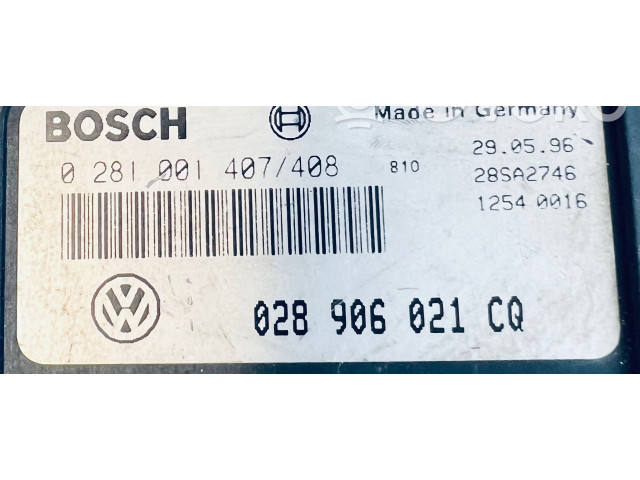 BOSCH
Made in Germany
0 281 001 407/408
810
29.05.96
28SA2746
1254 0016
028 906 021 CQ